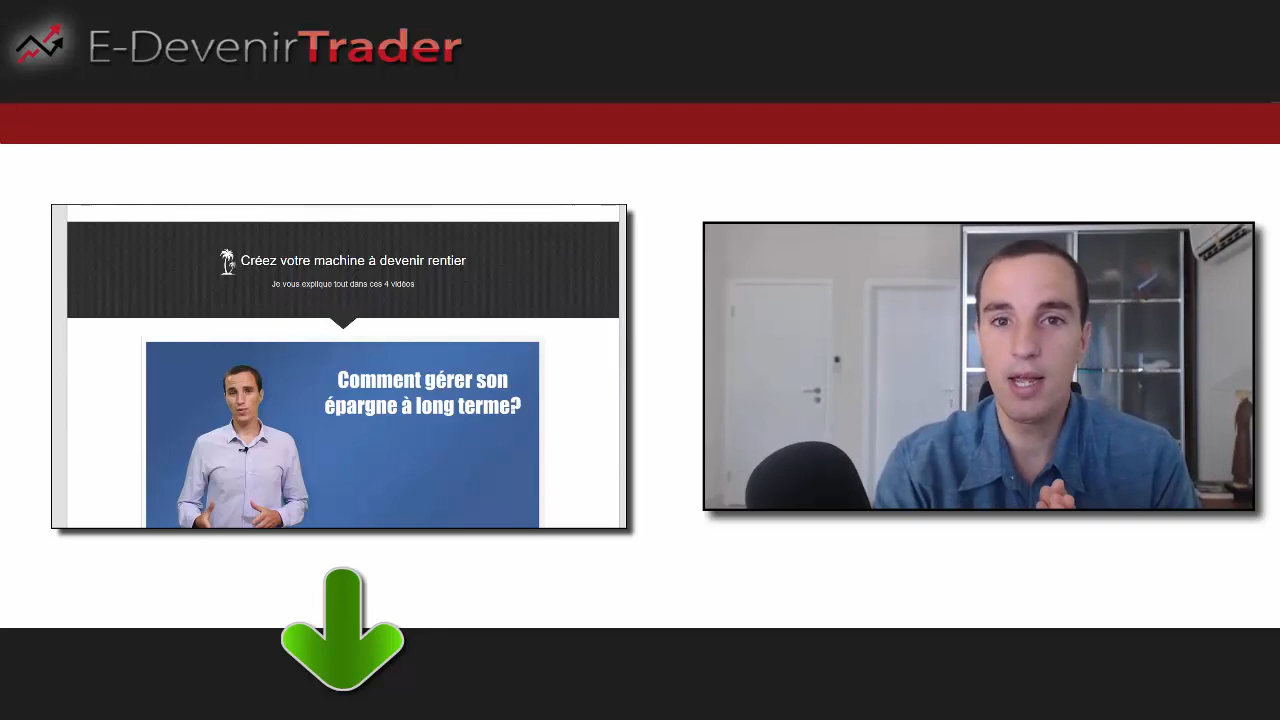 E-DevenirTrader
Créez votre machine à devenir rentier
Je vous explique tout dans ces 4 vidéos
Comment gérer son
épargne à long terme?